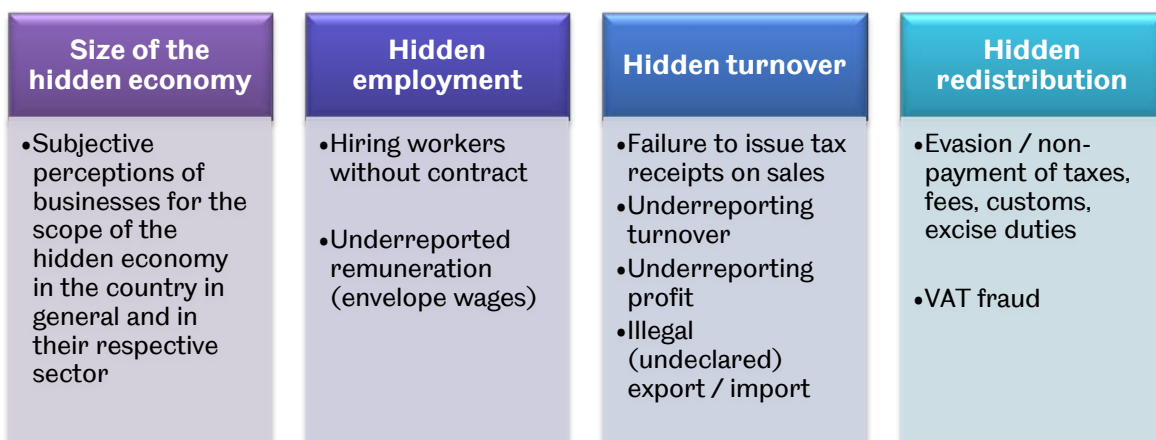 Size of the
hidden economy
•Subjective
perceptions of
businesses for the
scope of the
hidden economy
in the country in
general and in
their respective
sector
Hidden
employment
•Hiring workers
without contract
•Underreported
remuneration
(envelope wages)
Hidden turnover
•Failure to issue tax
receipts on sales
•Underreporting
turnover
•Underreporting
profit
•Illegal
(undeclared)
export / import
Hidden
redistribution
•Evasion / non-
payment of taxes,
fees, customs,
excise duties
•VAT fraud